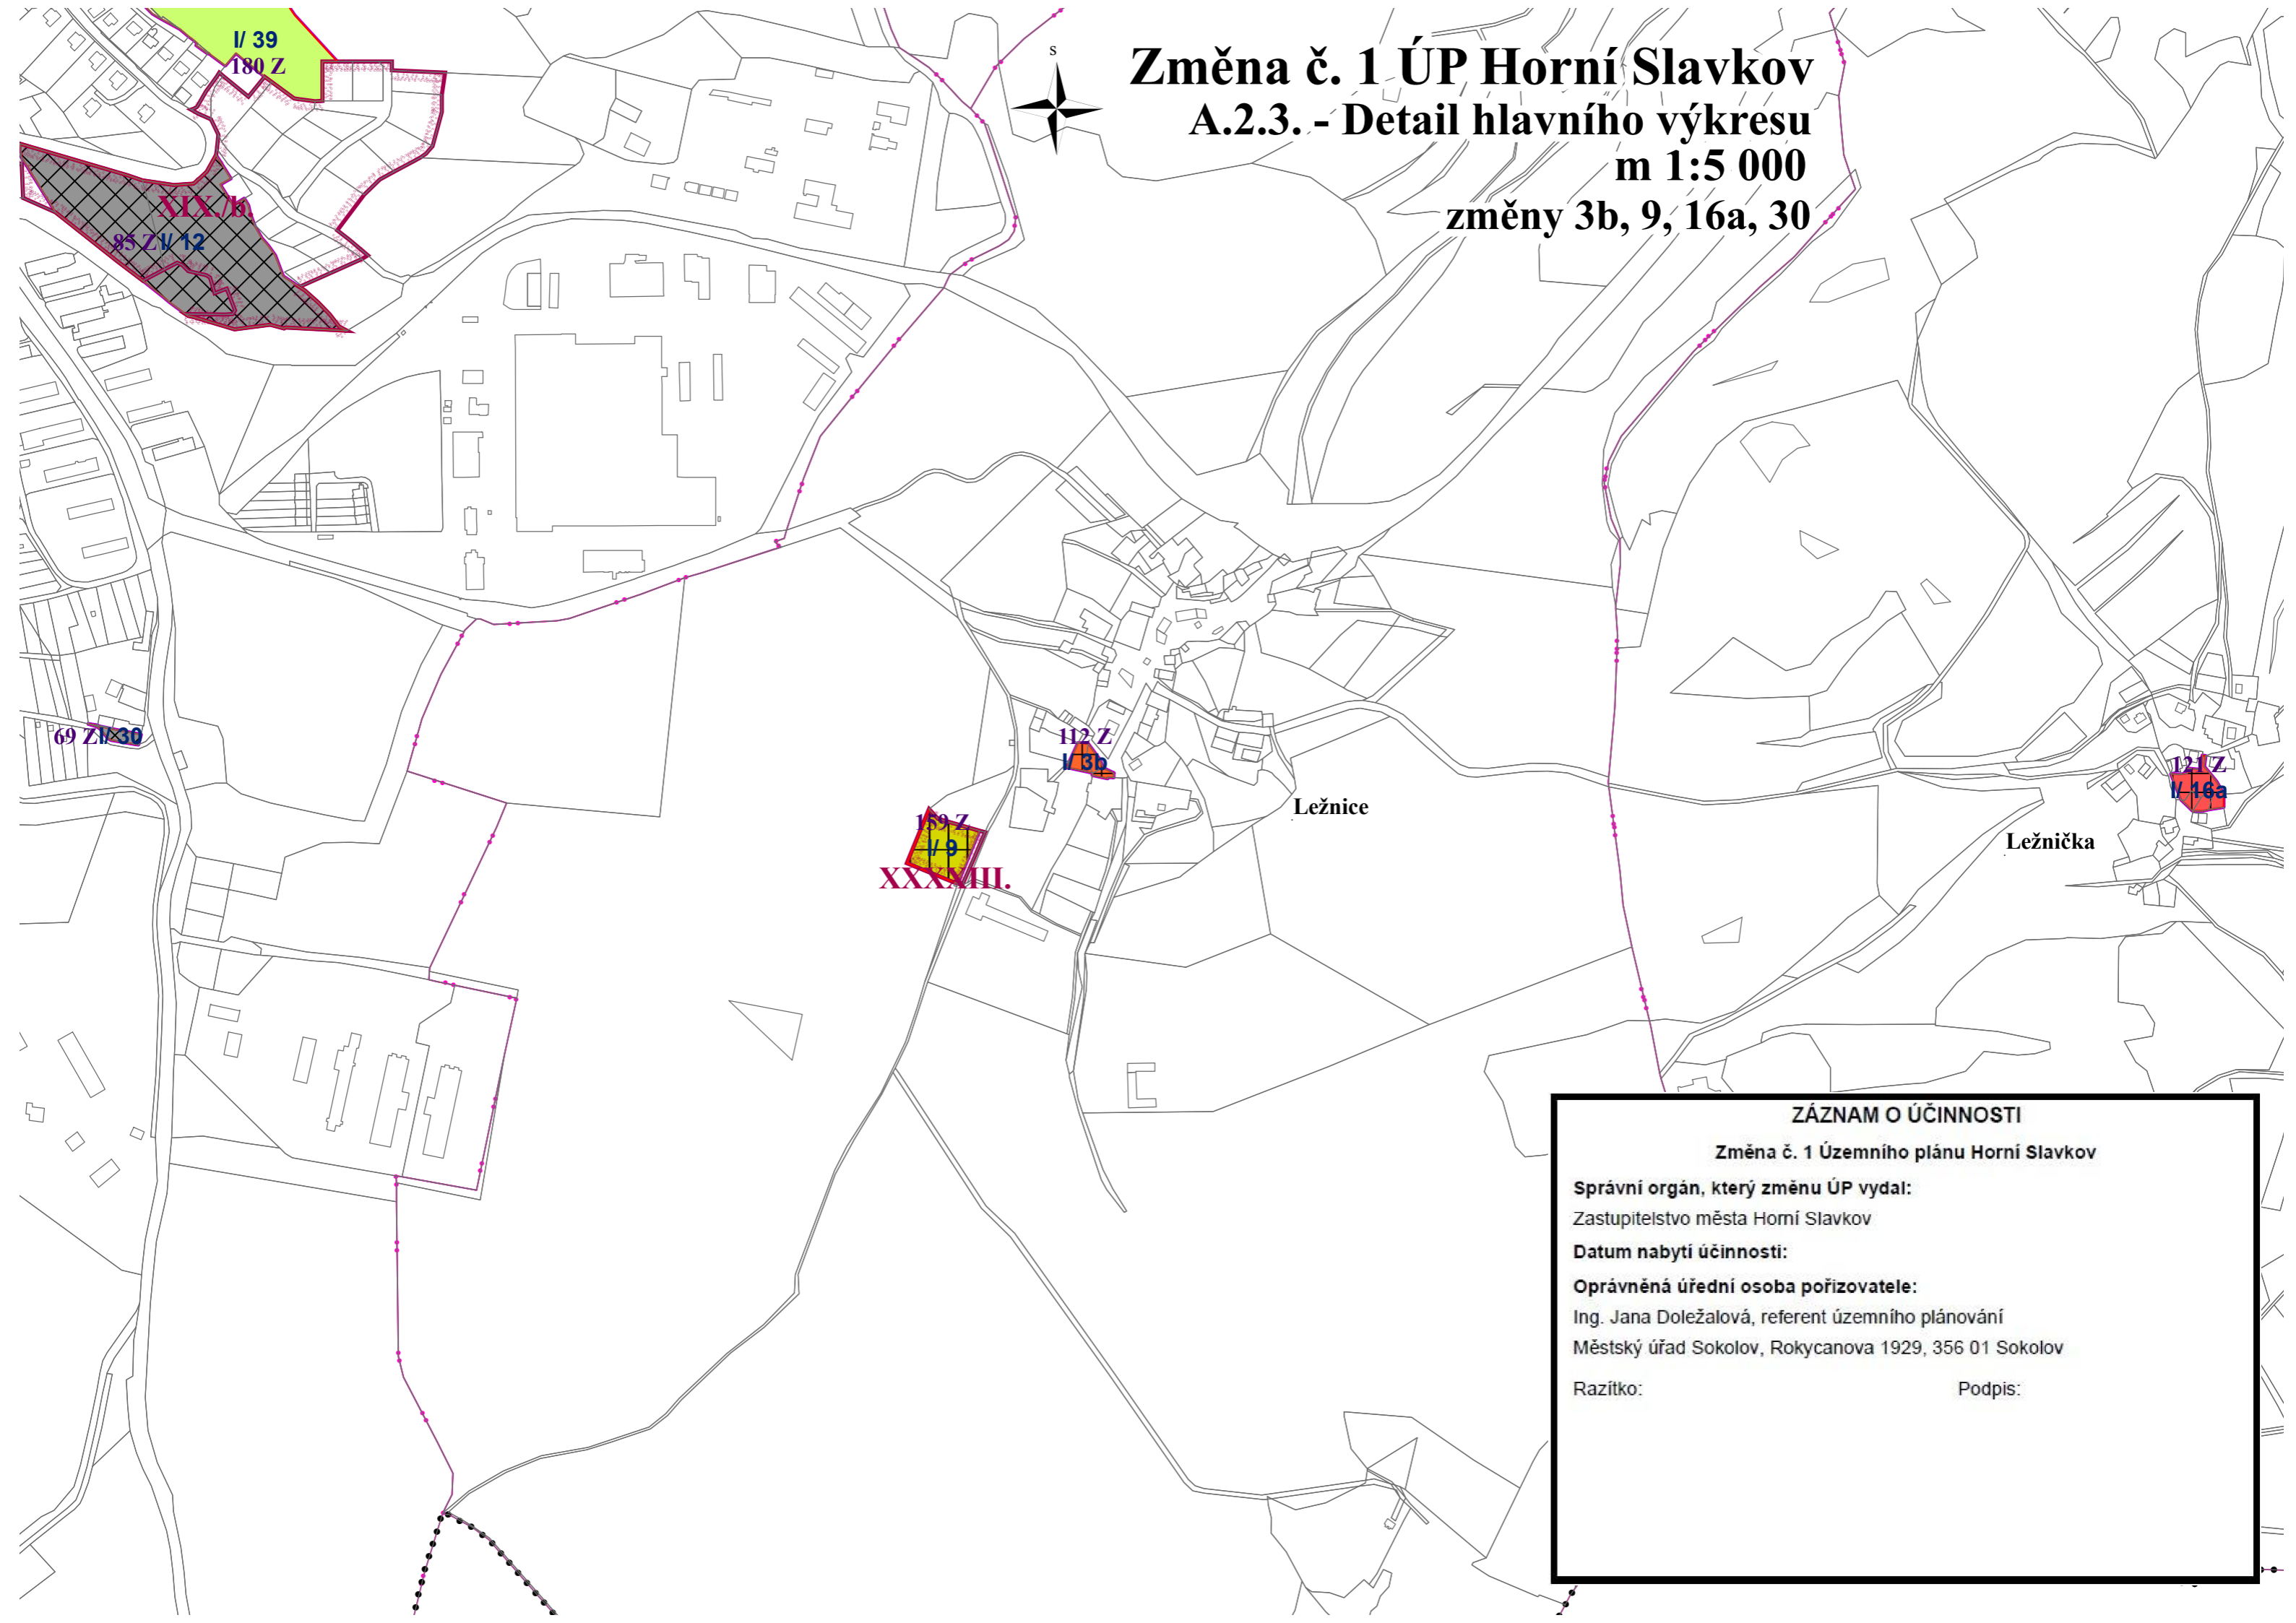 I/ 39
180 Z
S
Změna č. 1 ÚP Horní Slavkov
A.2.3. - Detail hlavního výkresu
m 1:5 000
změny 3b, 9, 16a, 30
XIX./b.
85 Z I/ 12
69 Z I/ 30
112 Z
I/ 3b
159 Z
I/ 9
XXXXIII.
Ležnice
121 Z
I/ 16a
Ležnička
ZÁZNAM O ÚČINNOSTI
Změna č. 1 Územního plánu Horní Slavkov
Správní orgán, který změnu ÚP vydal:
Zastupitelstvo města Horní Slavkov
Datum nabytí účinnosti:
Oprávněná úřední osoba pořizovatele:
Ing. Jana Doležalová, referent územního plánování
Městský úřad Sokolov, Rokycanova 1929, 356 01 Sokolov
Razítko: Podpis: